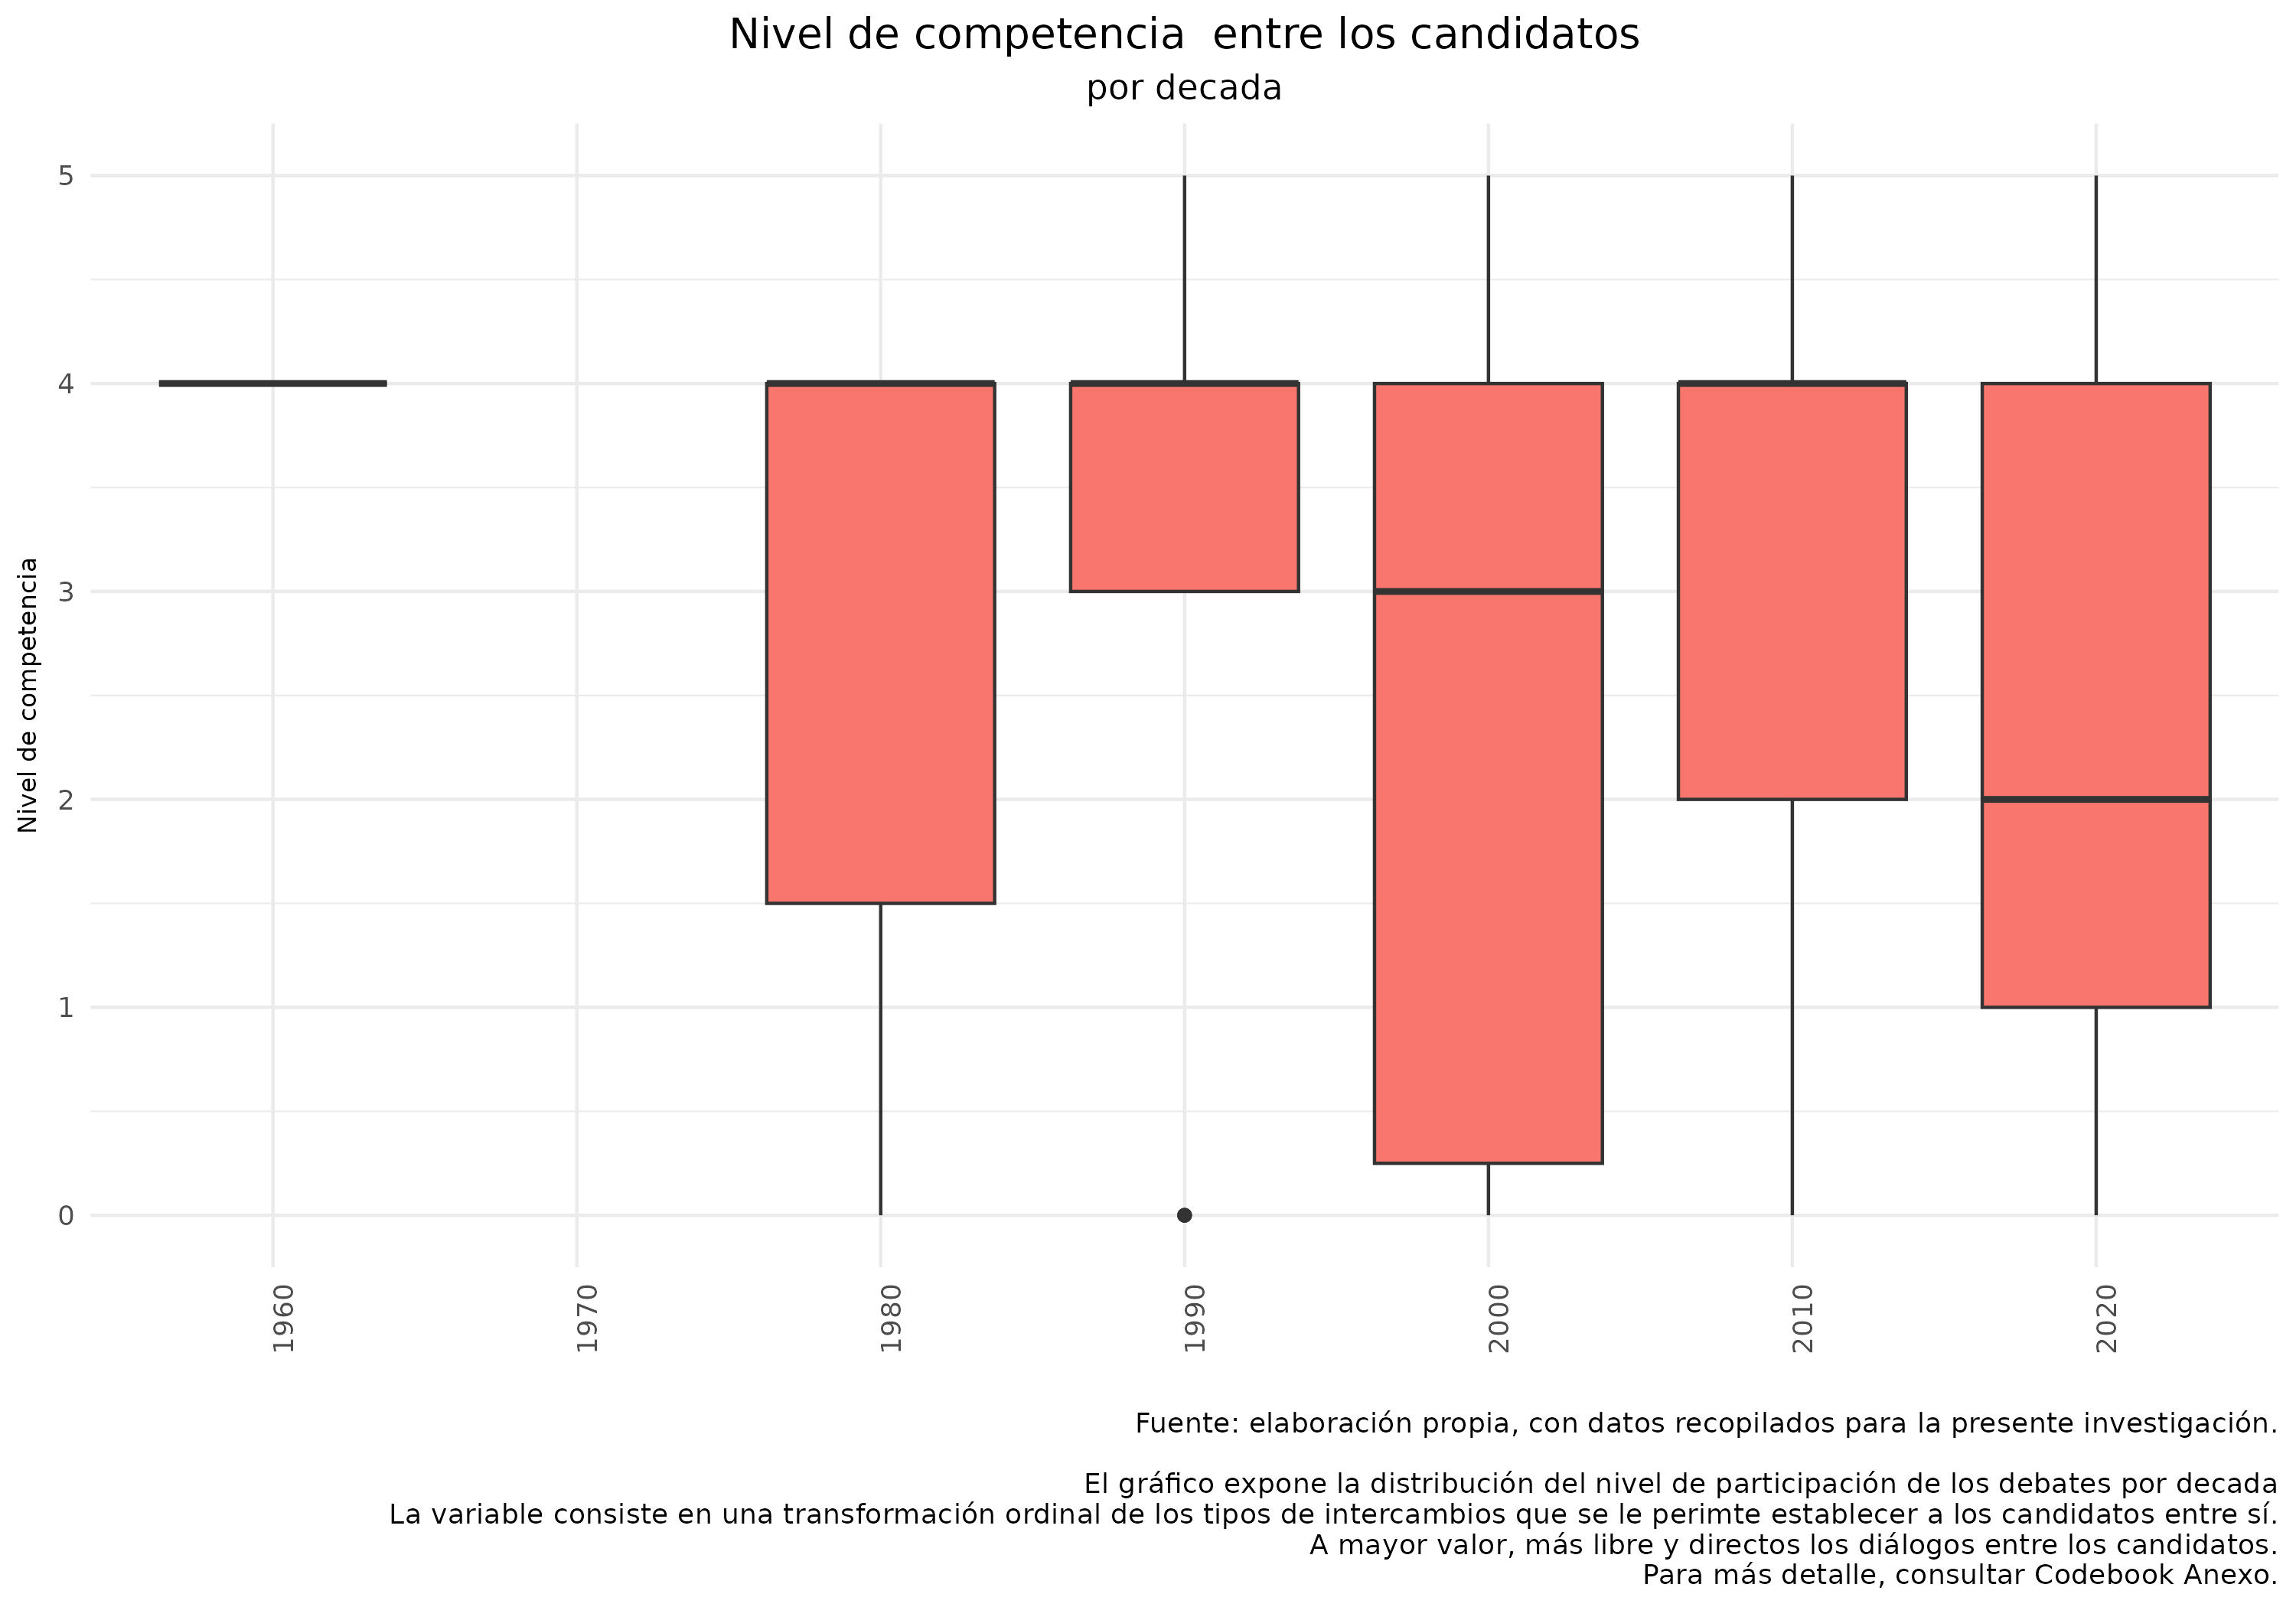 Nivel de competencia  entre los candidatos
por decada
Nivel de competencia
5
4
3
2
1
0
1960
1970
1980
1990
2000
2010
2020
Fuente: elaboración propia, con datos recopilados para la presente investigación.
El gráfico expone la distribución del nivel de participación de los debates por decada
La variable consiste en una transformación ordinal de los tipos de intercambios que se le perimte establecer a los candidatos entre sí.
A mayor valor, más libre y directos los diálogos entre los candidatos.
Para más detalle, consultar Codebook Anexo.